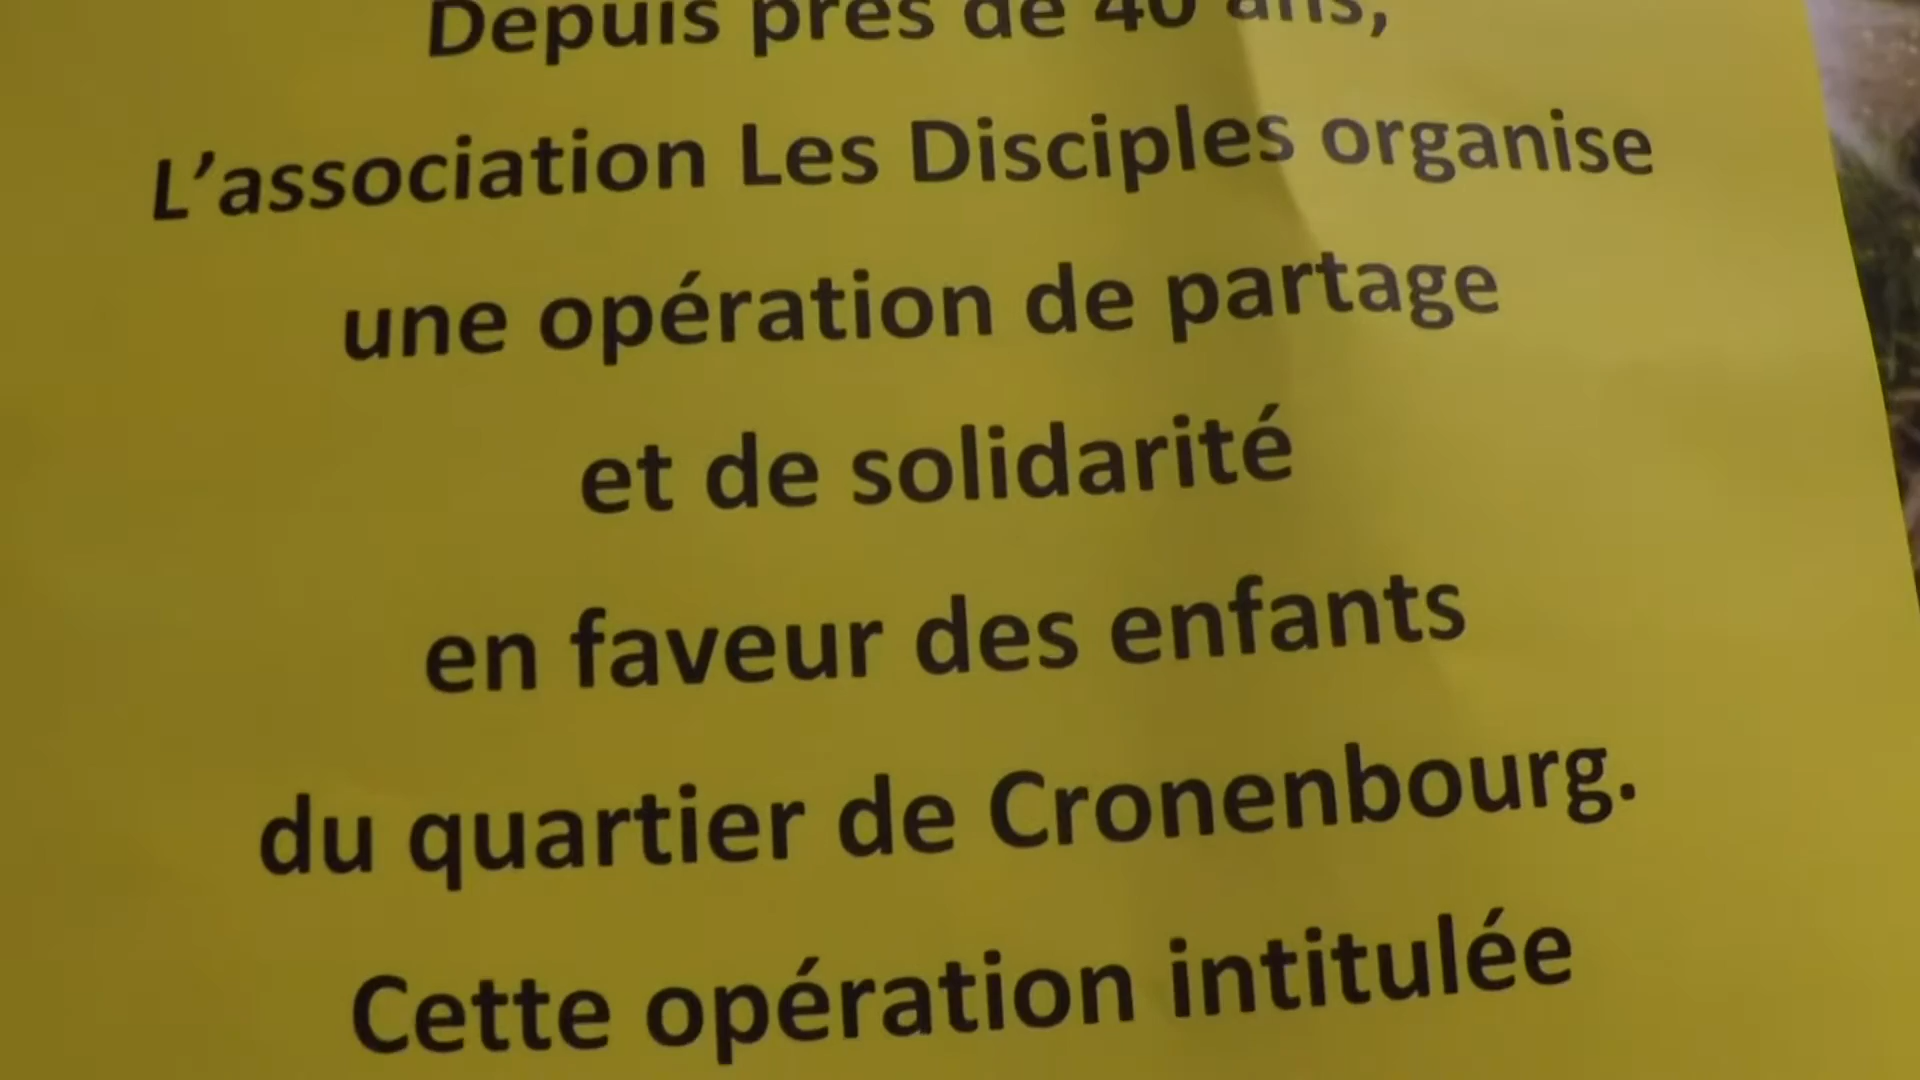 Depuis près de 40 ans,
L’association Les Disciples organise
une opération de partage
et de solidarité
en faveur des enfants
du quartier de Cronenbourg.
Cette opération intitulée